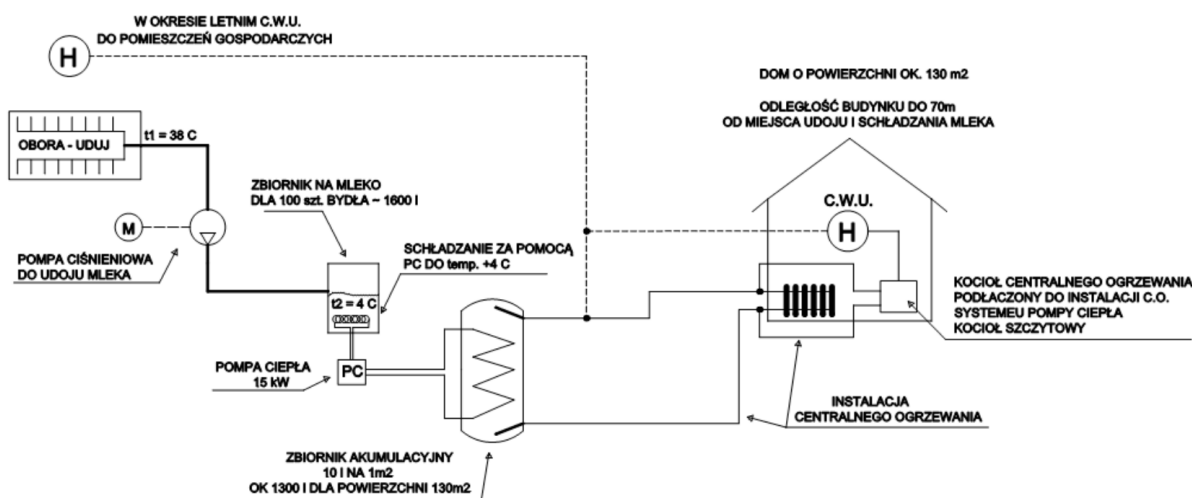 W OKRESIE LETNIM C.W.U.
DO POMIESZCZEŃ GOSPODARCZYCH
H
DOM O POWIERZCHNI OK. 130 m2
ODLEGŁOŚĆ BUDYNKU DO 70m
OD MIEJSCA UDOJU I SCHŁADZANIA MLEKA
OBORA - UDUJ
t1 = 38 C
ZBIORNIK NA MLEKO
DLA 100 szt. BYDŁA ~ 1600 l
C.W.U.
H
M
POMPA CIŚNIENIOWA
DO UDOJU MLEKA
SCHŁADZANIE ZA POMOCĄ
PC DO temp. +4 C
t2 = 4 C
KOCIOŁ CENTRALNEGO OGRZEWANIA
PODŁACZONY DO INSTALACJI C.O.
SYSTEMEU POMPY CIEPŁA
KOCIOŁ SZCZYTOWY
POMPA CIEPŁA
15 kW
PC
INSTALACJA
CENTRALNEGO OGRZEWANIA
ZBIORNIK AKUMULACYJNY
10 l NA 1m2
OK 1300 l DLA POWIERZCHNI 130m2